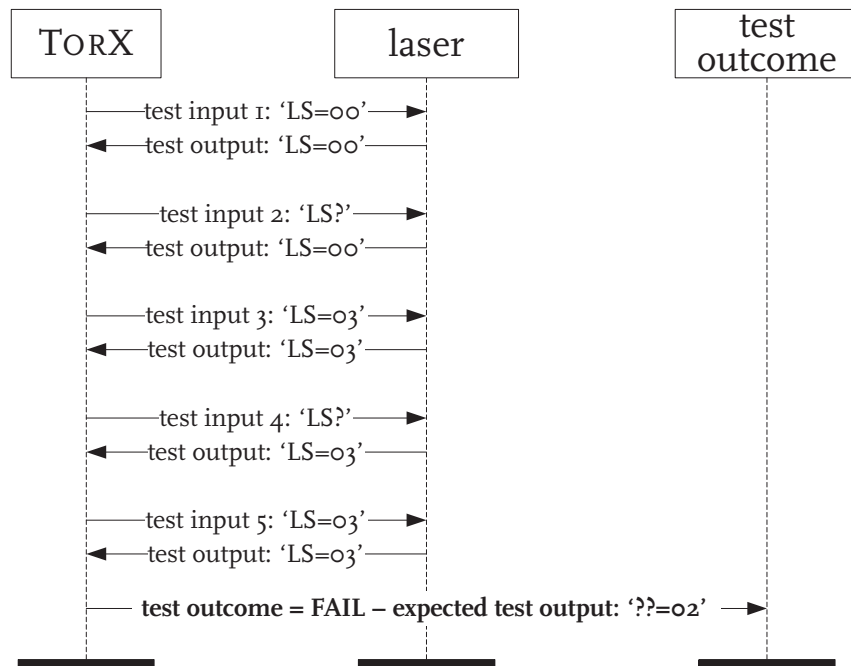 TORX
laser
test
outcome
test input 1: ‘LS=00’
test output: ‘LS=00’
test input 2: ‘LS?’
test output: ‘LS=00’
test input 3: ‘LS=03’
test output: ‘LS=03’
test input 4: ‘LS?’
test output: ‘LS=03’
test input 5: ‘LS=03’
test output: ‘LS=03’
test outcome = FAIL – expected test output: ‘??=02’